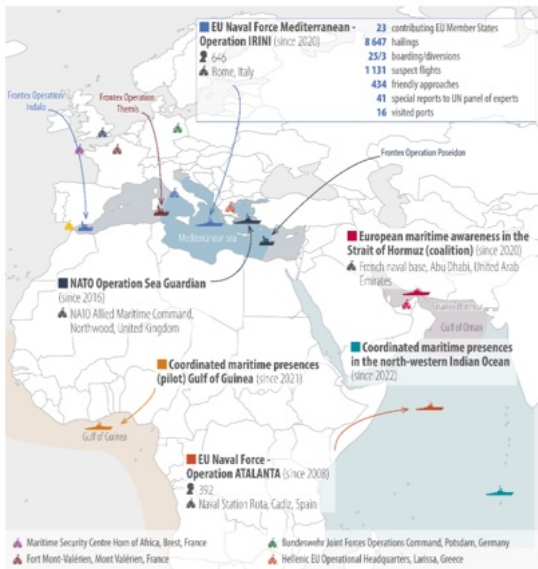 EU Naval Force Mediterranean -
Operation IRINI (since 2020)
646
Rome, Italy
23 contributing EU Member States
8 647 hailings
25/3 boarding/diversions
1 131 suspect flights
434 friendly approaches
41 special reports to UN panel of experts
16 visited ports
Frontex Operation
Indalo
Frontex Operation
Themis
Frontex Operation Poseidon
Mediterranean sea
European maritime awareness in the
Strait of Hormuz (coalition) (since 2020)
French naval base, Abu Dhabi, United Arab
Emirates
NATO Operation Sea Guardian
(since 2016)
NATO Allied Maritime Command,
Northwood, United Kingdom
Gulf of Oman
Coordinated maritime presences
in the north-western Indian Ocean
(since 2022)
Coordinated maritime presences
(pilot) Gulf of Guinea (since 2021)
Gulf of Guinea
EU Naval Force -
Operation ATALANTA (since 2008)
392
Naval Station Rota, Cadiz, Spain
Maritime Security Centre Horn of Africa, Brest, France
Bundeswehr Joint Forces Operations Command, Potsdam, Germany
Fort Mont-Valérien, Mont Valérien, France
Hellenic EU Operational Headquarters, Larissa, Greece